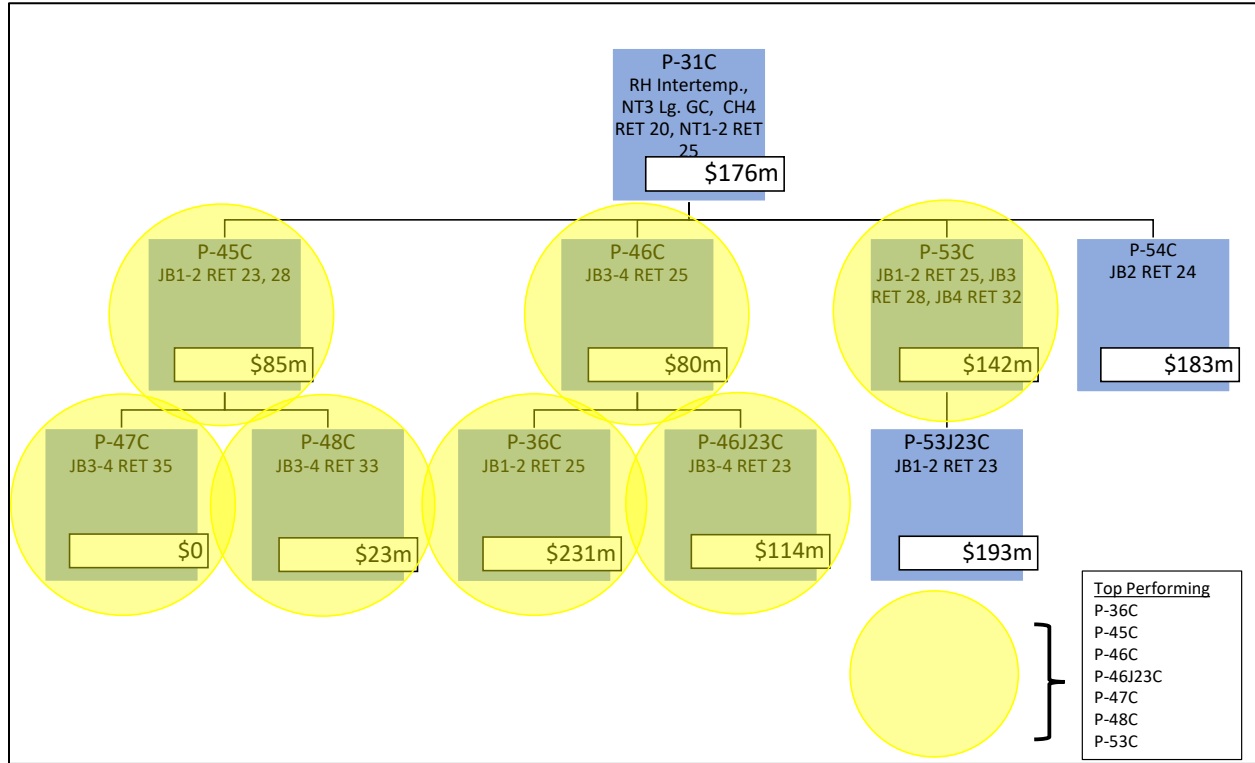 P-31C
RH Intertemp.,
NT3 Lg. GC, CH4
RET 20, NT1-2 RET
25
$176m
P-45C
JB1-2 RET 23, 28
$85m
P-46C
JB3-4 RET 25
$80m
P-53C
JB1-2 RET 25, JB3
RET 28, JB4 RET 32
$142m
P-54C
JB2 RET 24
$183m
P-47C
JB3-4 RET 35
$0
P-48C
JB3-4 RET 33
$23m
P-36C
JB1-2 RET 25
$231m
P-46J23C
JB3-4 RET 23
$114m
P-53J23C
JB1-2 RET 23
$193m
Top Performing
P-36C
P-45C
P-46C
P-46J23C
P-47C
P-48C
P-53C